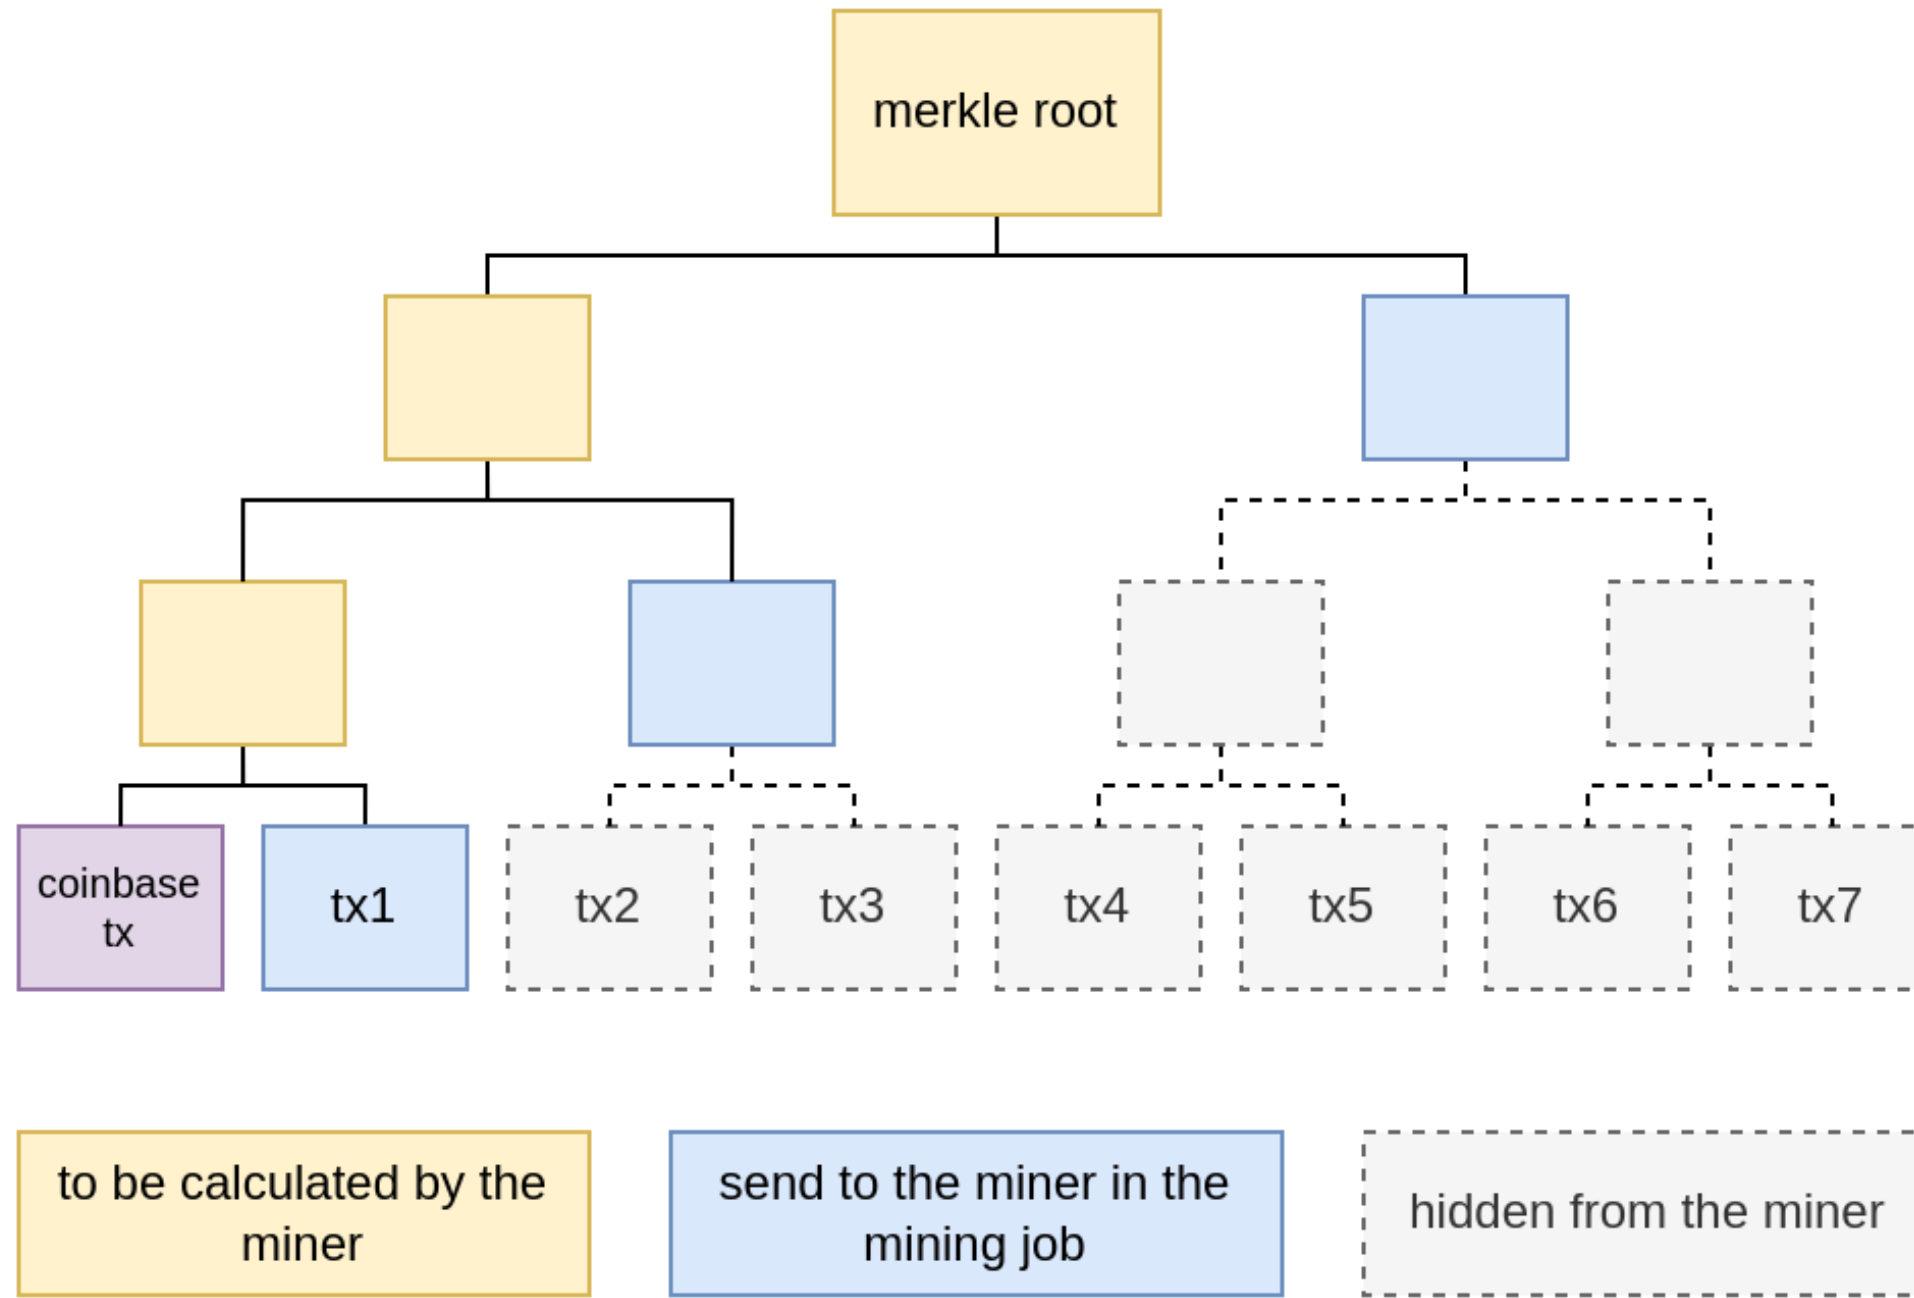 merkle root
coinbase
tx
tx1
tx2
tx3
tx4
tx5
tx6
tx7
to be calculated by the
miner
send to the miner in the
mining job
hidden from the miner